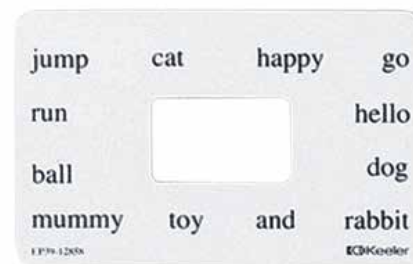 jump cat happy go
run hello
ball dog
mummy toy and rabbit
Keeler